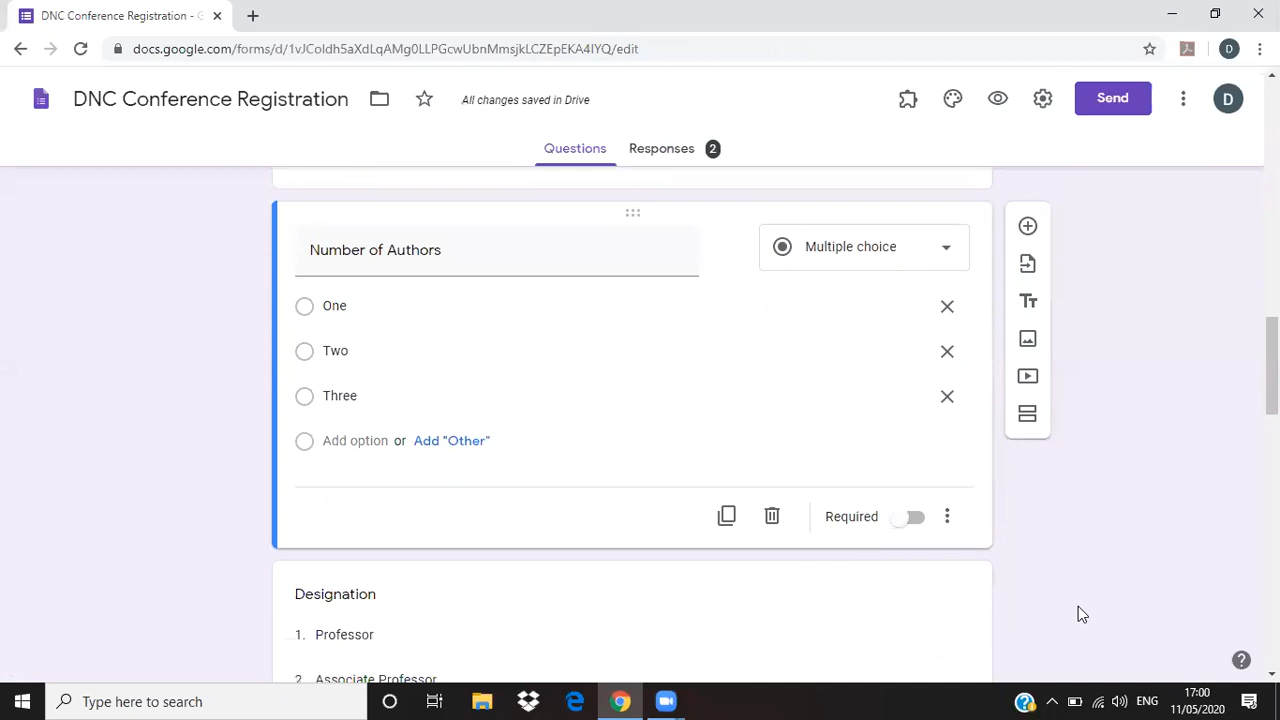 DNC Conference Registration - G
docs.google.com/forms/d/1vJColdh5aXdLqAMg0LLPGcwUbnMmsjkLCZEpEKA4IYQ/edit
D
DNC Conference Registration
All changes saved in Drive
Send
D
Questions
Responses 2
Number of Authors
Multiple choice
One
Two
Three
Add option or Add "Other"
Required
Designation
1. Professor
2. Associate Professor
Type here to search
ENG
17:00
11/05/2020